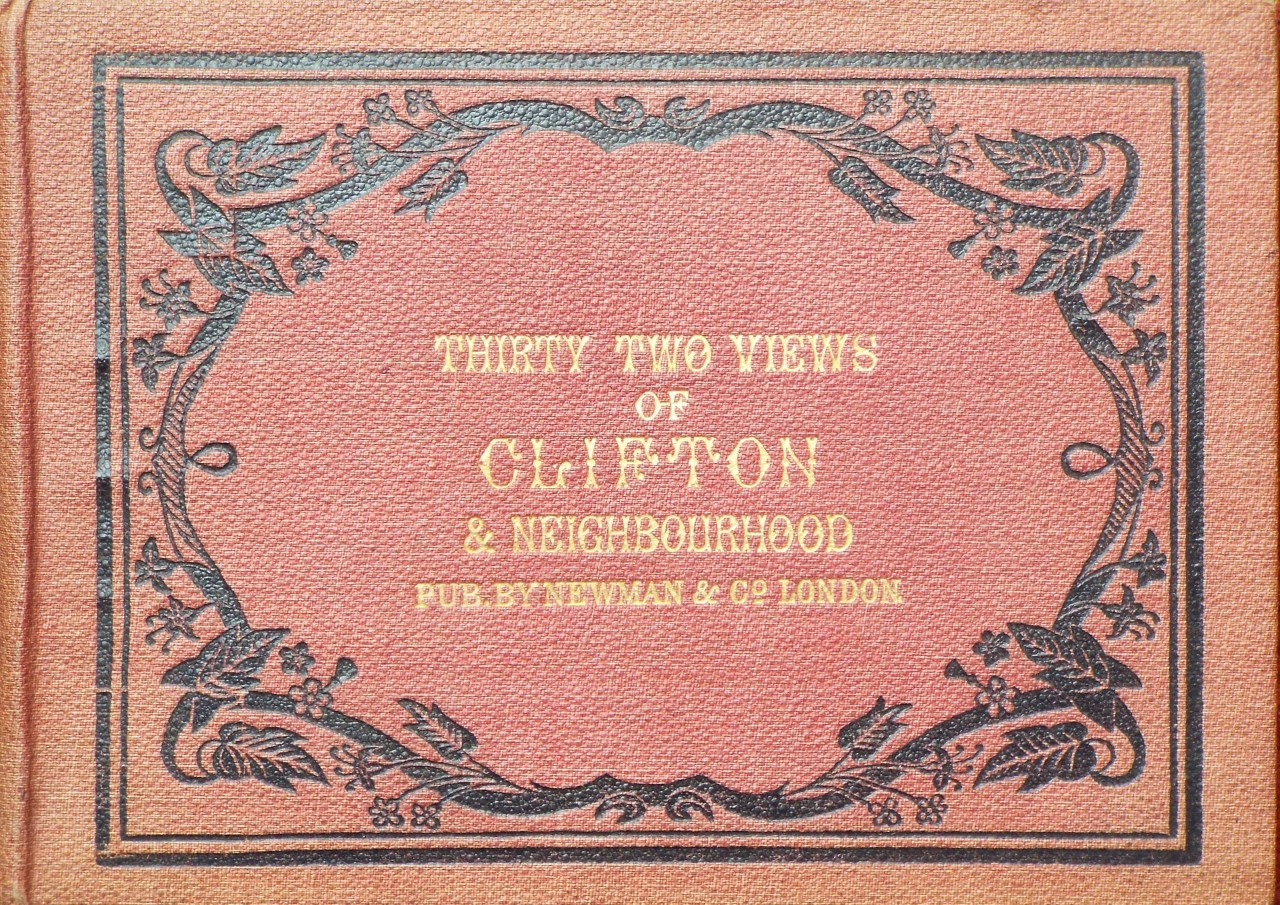 THIRTY TWO VIEWS
OF
CLIFTON
& NEIGHBOURHOOD
PUB. BY NEWMAN & Co LONDON.